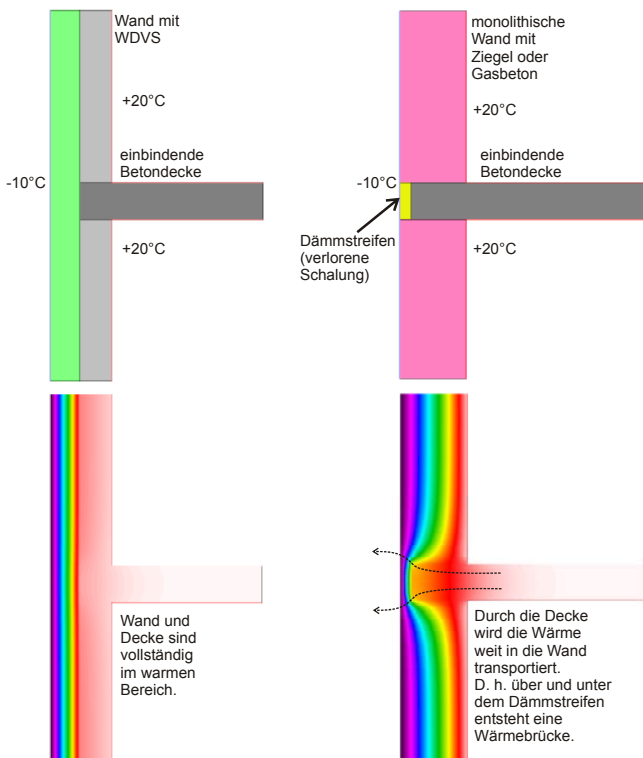 Wand mit
WDVS
+20°C
einbindende
Betondecke
-10°C
+20°C
monolithische
Wand mit
Ziegel oder
Gasbeton
+20°C
einbindende
Betondecke
-10°C
Dämmstreifen
(verlorene
Schalung)
+20°C
Wand und
Decke sind
vollständig
im warmen
Bereich.
Durch die Decke
wird die Wärme
weit in die Wand
transportiert.
D. h. über und unter
dem Dämmstreifen
entsteht eine
Wärmebrücke.